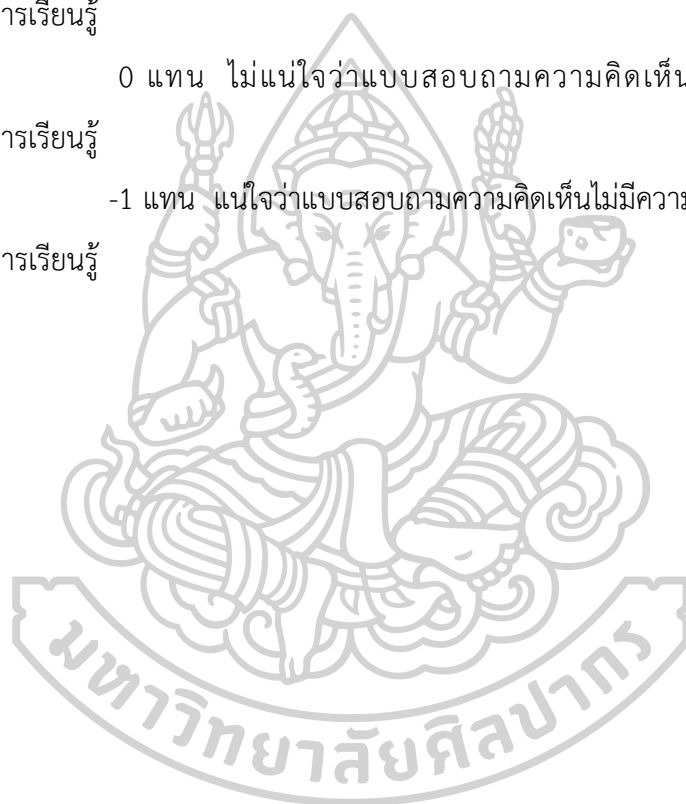 ารเรียนรู้
0 แทน ไม่แน่ใจว่าแบบสอบถามความคิดเห็น
ารเรียนรู้
-1 แทน แน่ใจว่าแบบสอบถามความคิดเห็นไม่มีความ
ารเรียนรู้
มหาวิทยาลัยศิลปากร